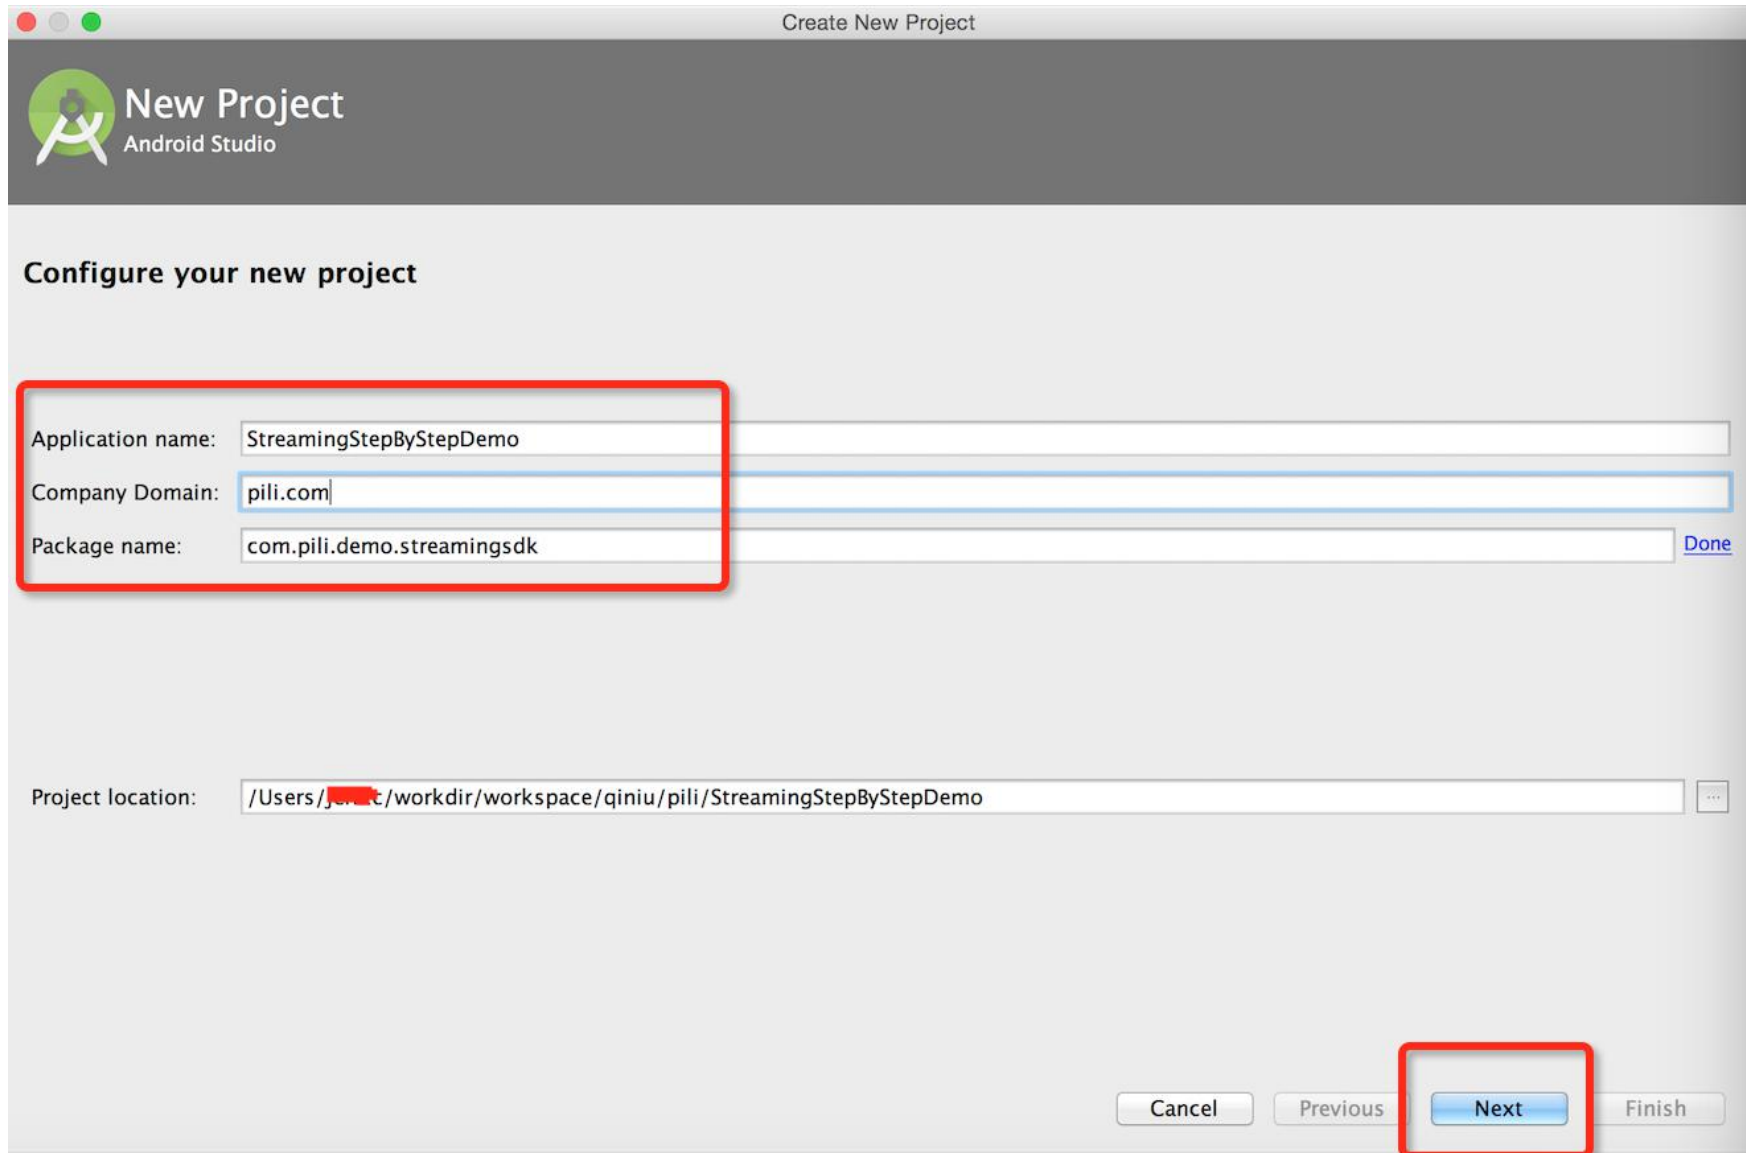 Create New Project
New Project
Android Studio
Configure your new project
Application name: StreamingStepByStepDemo
Company Domain: pili.com
Package name: com.pili.demo.streamingsdk Done
Project location: /Users/ /workdir/workspace/qiniu/pili/StreamingStepByStepDemo ...
Cancel Previous Next Finish